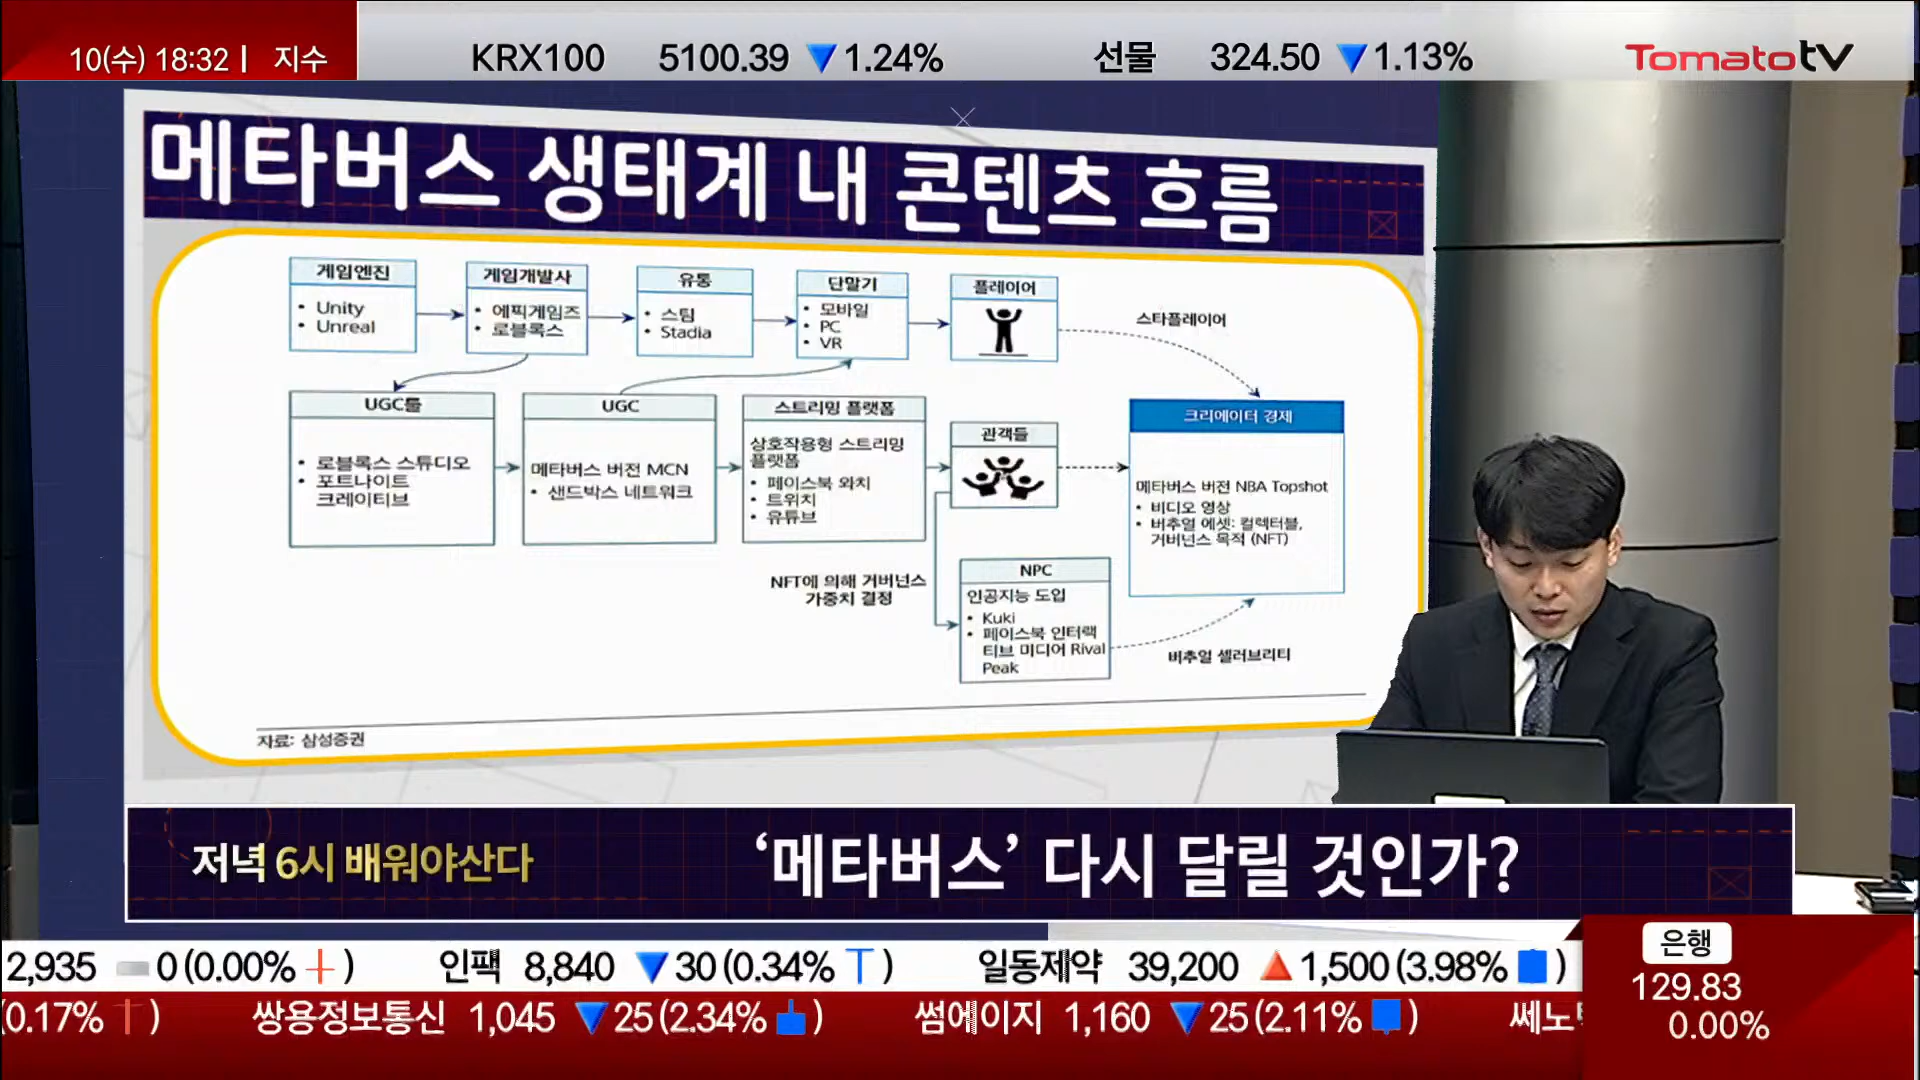 10(수) 18:32 | 지수
KRX100 5100.39 ▼1.24%
선물 324.50 ▼1.13%
Tomatotv
메타버스 생태계 내 콘텐츠 흐름
게임엔진
• Unity
• Unreal
게임개발사
• 에픽게임즈
• 로블록스
유통
• 스팀
• Stadia
단말기
• 모바일
• PC
• VR
플레이어
스타플레이어
UGC툴
• 로블록스 스튜디오
• 포트나이트
크레이티브
UGC
메타버스 버전 MCN
• 샌드박스 네트워크
스트리밍 플랫폼
상호작용형 스트리밍
플랫폼
• 페이스북 와치
• 트위치
• 유튜브
관객들
크리에이터 경제
메타버스 버전 NBA Topshot
• 비디오 영상
• 버추얼 에셋: 컬렉터블,
거버넌스 목적 (NFT)
NFT에 의해 거버넌스
가중치 결정
NPC
인공지능 도입
• Kuki
• 페이스북 인터랙
티브 미디어 Rival
Peak
버추얼 셀러브리티
자료: 삼성증권
저녁 6시 배워야산다
‘메타버스’ 다시 달릴 것인가?
2,935 0(0.00% )
인팩 8,840 ▼30(0.34% )
일동제약 39,200 ▲1,500(3.98% )
(0.17% )
쌍용정보통신 1,045 ▼25(2.34% )
썸에이지 1,160 ▼25(2.11% )
은행
129.83
0.00%